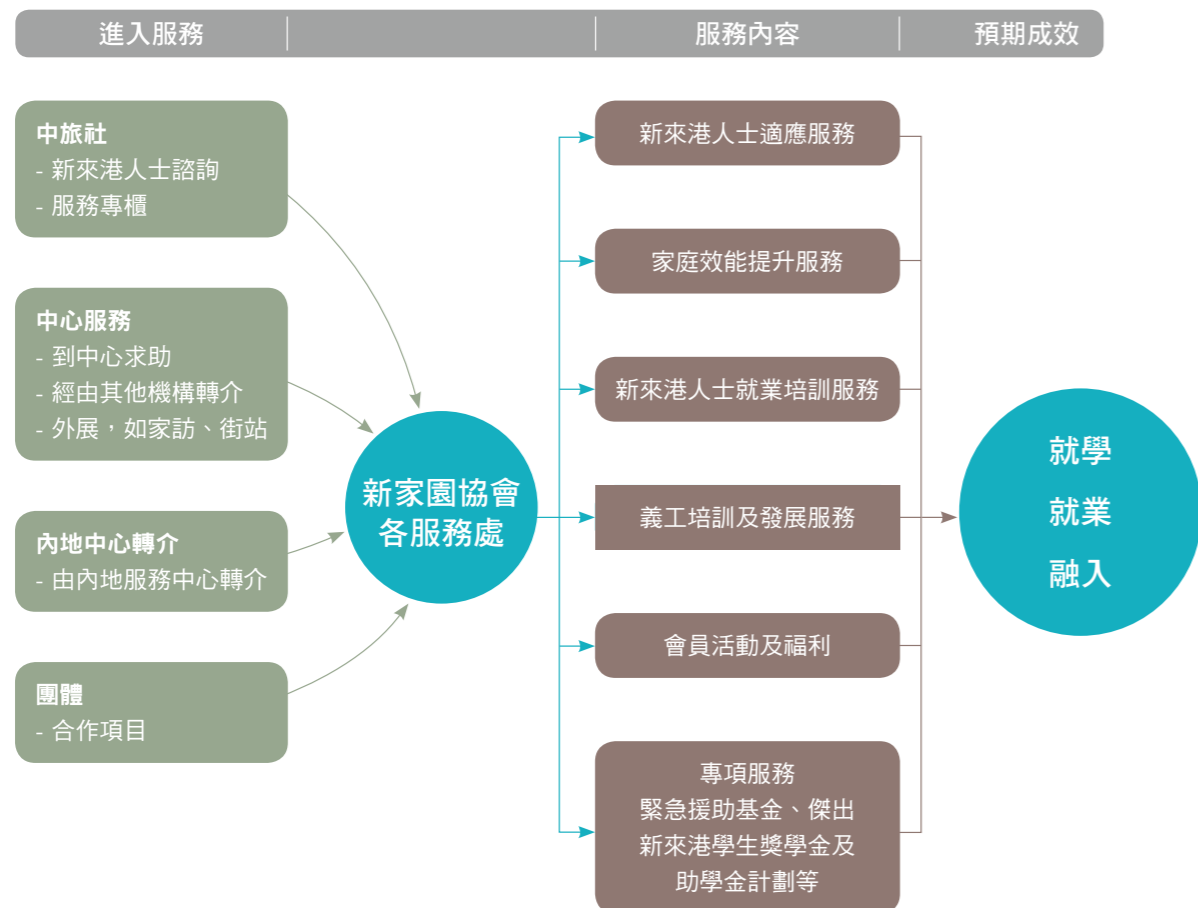 進入服務
服務內容
預期成效
中旅社
- 新來港人士諮詢
- 服務專櫃
中心服務
- 到中心求助
- 經由其他機構轉介
- 外展，如家訪、街站
內地中心轉介
- 由內地服務中心轉介
團體
- 合作項目
新家園協會
各服務處
新來港人士適應服務
家庭效能提升服務
新來港人士就業培訓服務
義工培訓及發展服務
會員活動及福利
專項服務
緊急援助基金、傑出
新來港學生獎學金及
助學金計劃等
就學
就業
融入